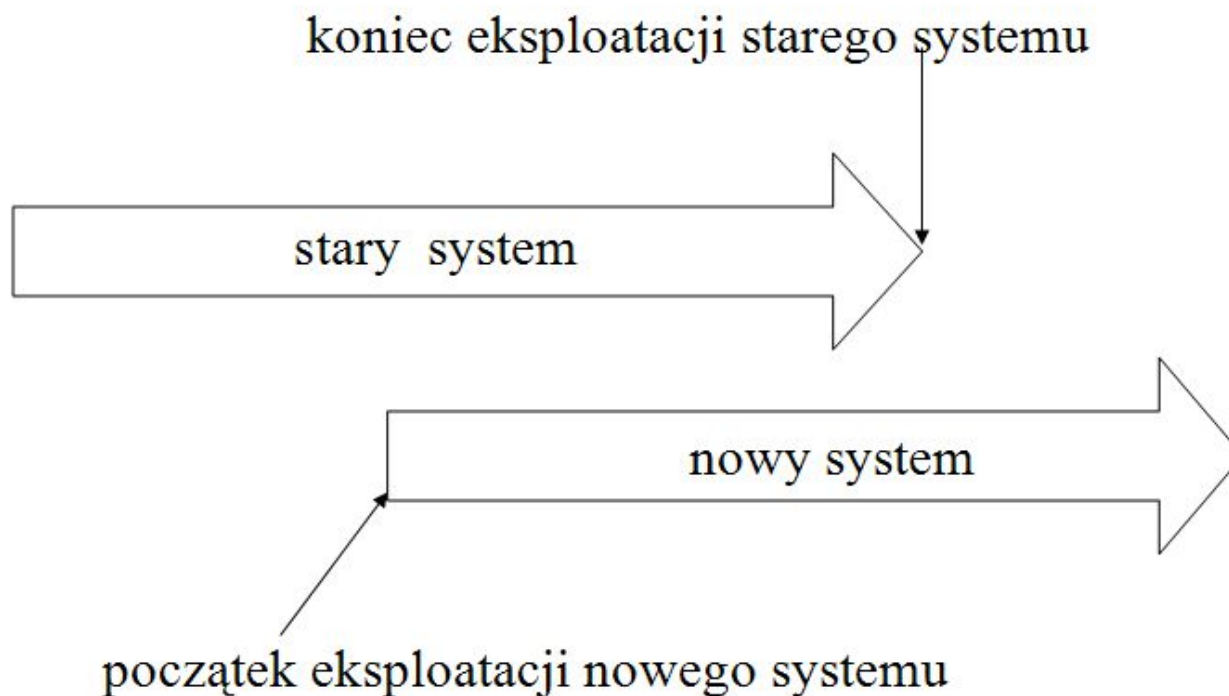 koniec eksploatacji starego systemu
stary system
nowy system
początek eksploatacji nowego systemu